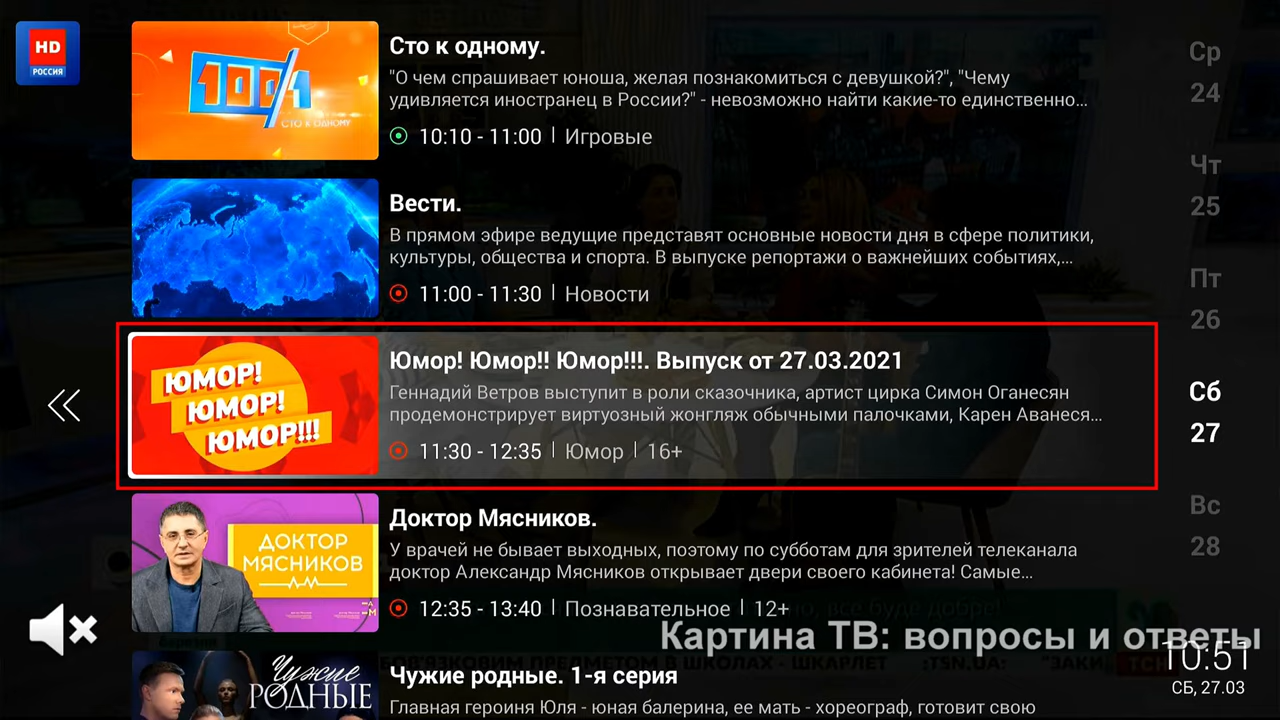 HD
РОССИЯ
100/1
СТО К ОДНОМУ
Сто к одному.
"О чем спрашивает юноша, желая познакомиться с девушкой?", "Чему
удивляется иностранец в России?" - невозможно найти какие-то единственно...
10:10 - 11:00 | Игровые
Вести.
В прямом эфире ведущие представят основные новости дня в сфере политики,
культуры, общества и спорта. В выпуске репортажи о важнейших событиях,...
11:00 - 11:30 | Новости
ЮМОР!
ЮМОР!
ЮМОР!!!
Юмор! Юмор!! Юмор!!!. Выпуск от 27.03.2021
Геннадий Ветров выступит в роли сказочника, артист цирка Симон Оганесян
продемонстрирует виртуозный жонгляж обычными палочками, Карен Аванеся...
11:30 - 12:35 | Юмор | 16+
ДОКТОР
МЯСНИКОВ
Доктор Мясников.
У врачей не бывает выходных, поэтому по субботам для зрителей телеканала
доктор Александр Мясников открывает двери своего кабинета! Самые...
12:35 - 13:40 | Познавательное | 12+
Чужие
РОДНЫЕ
Чужие родные. 1-я серия
Главная героиня Юля - юная балерина, ее мать - хореограф, готовит свою
Ср
24
Чт
25
Пт
26
Сб
27
Вс
28
Картина ТВ: вопросы и ответы
10:51
СБ, 27.03